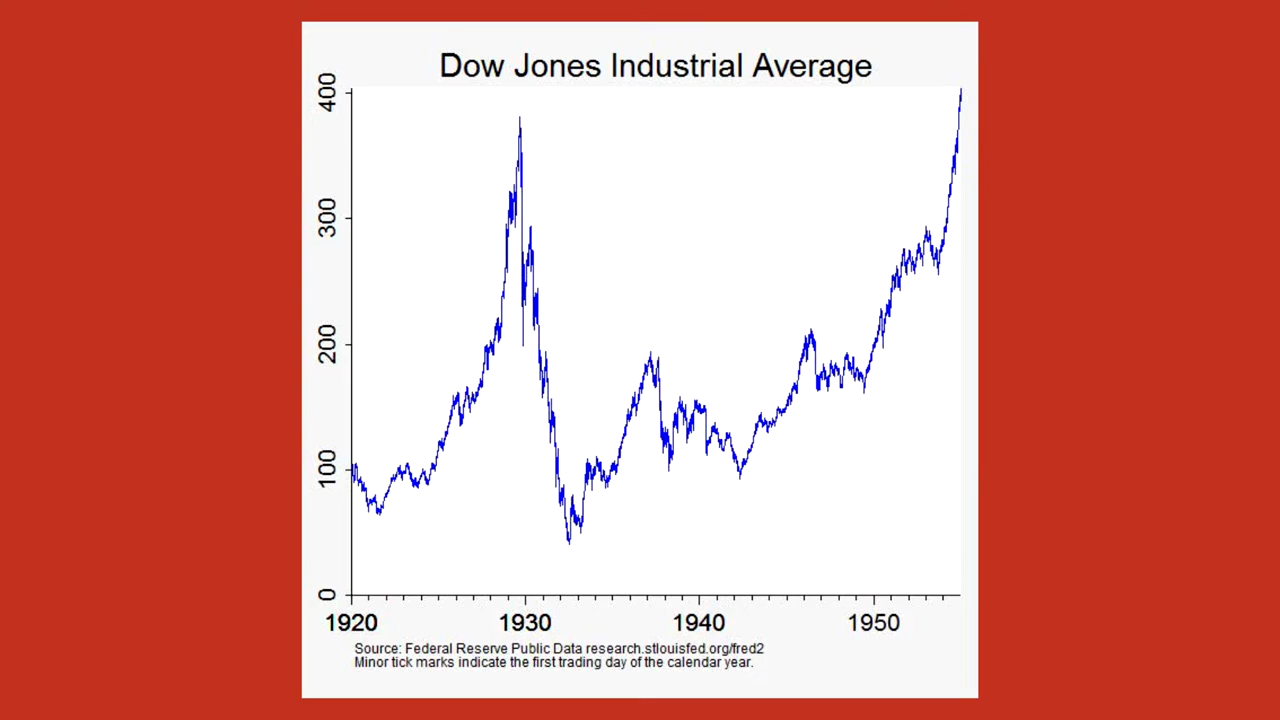 Dow Jones Industrial Average
400
300
200
100
0
1920 1930 1940 1950
Source: Federal Reserve Public Data research.stlouisfed.org/fred2
Minor tick marks indicate the first trading day of the calendar year.